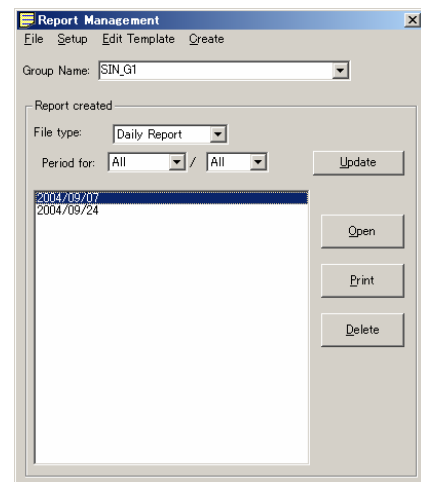 Report Management
File Setup Edit Template Create
Group Name: SIN_G1
Report created
File type: Daily Report
Period for: All / All Update
2004/09/07
2004/09/24
Open
Print
Delete